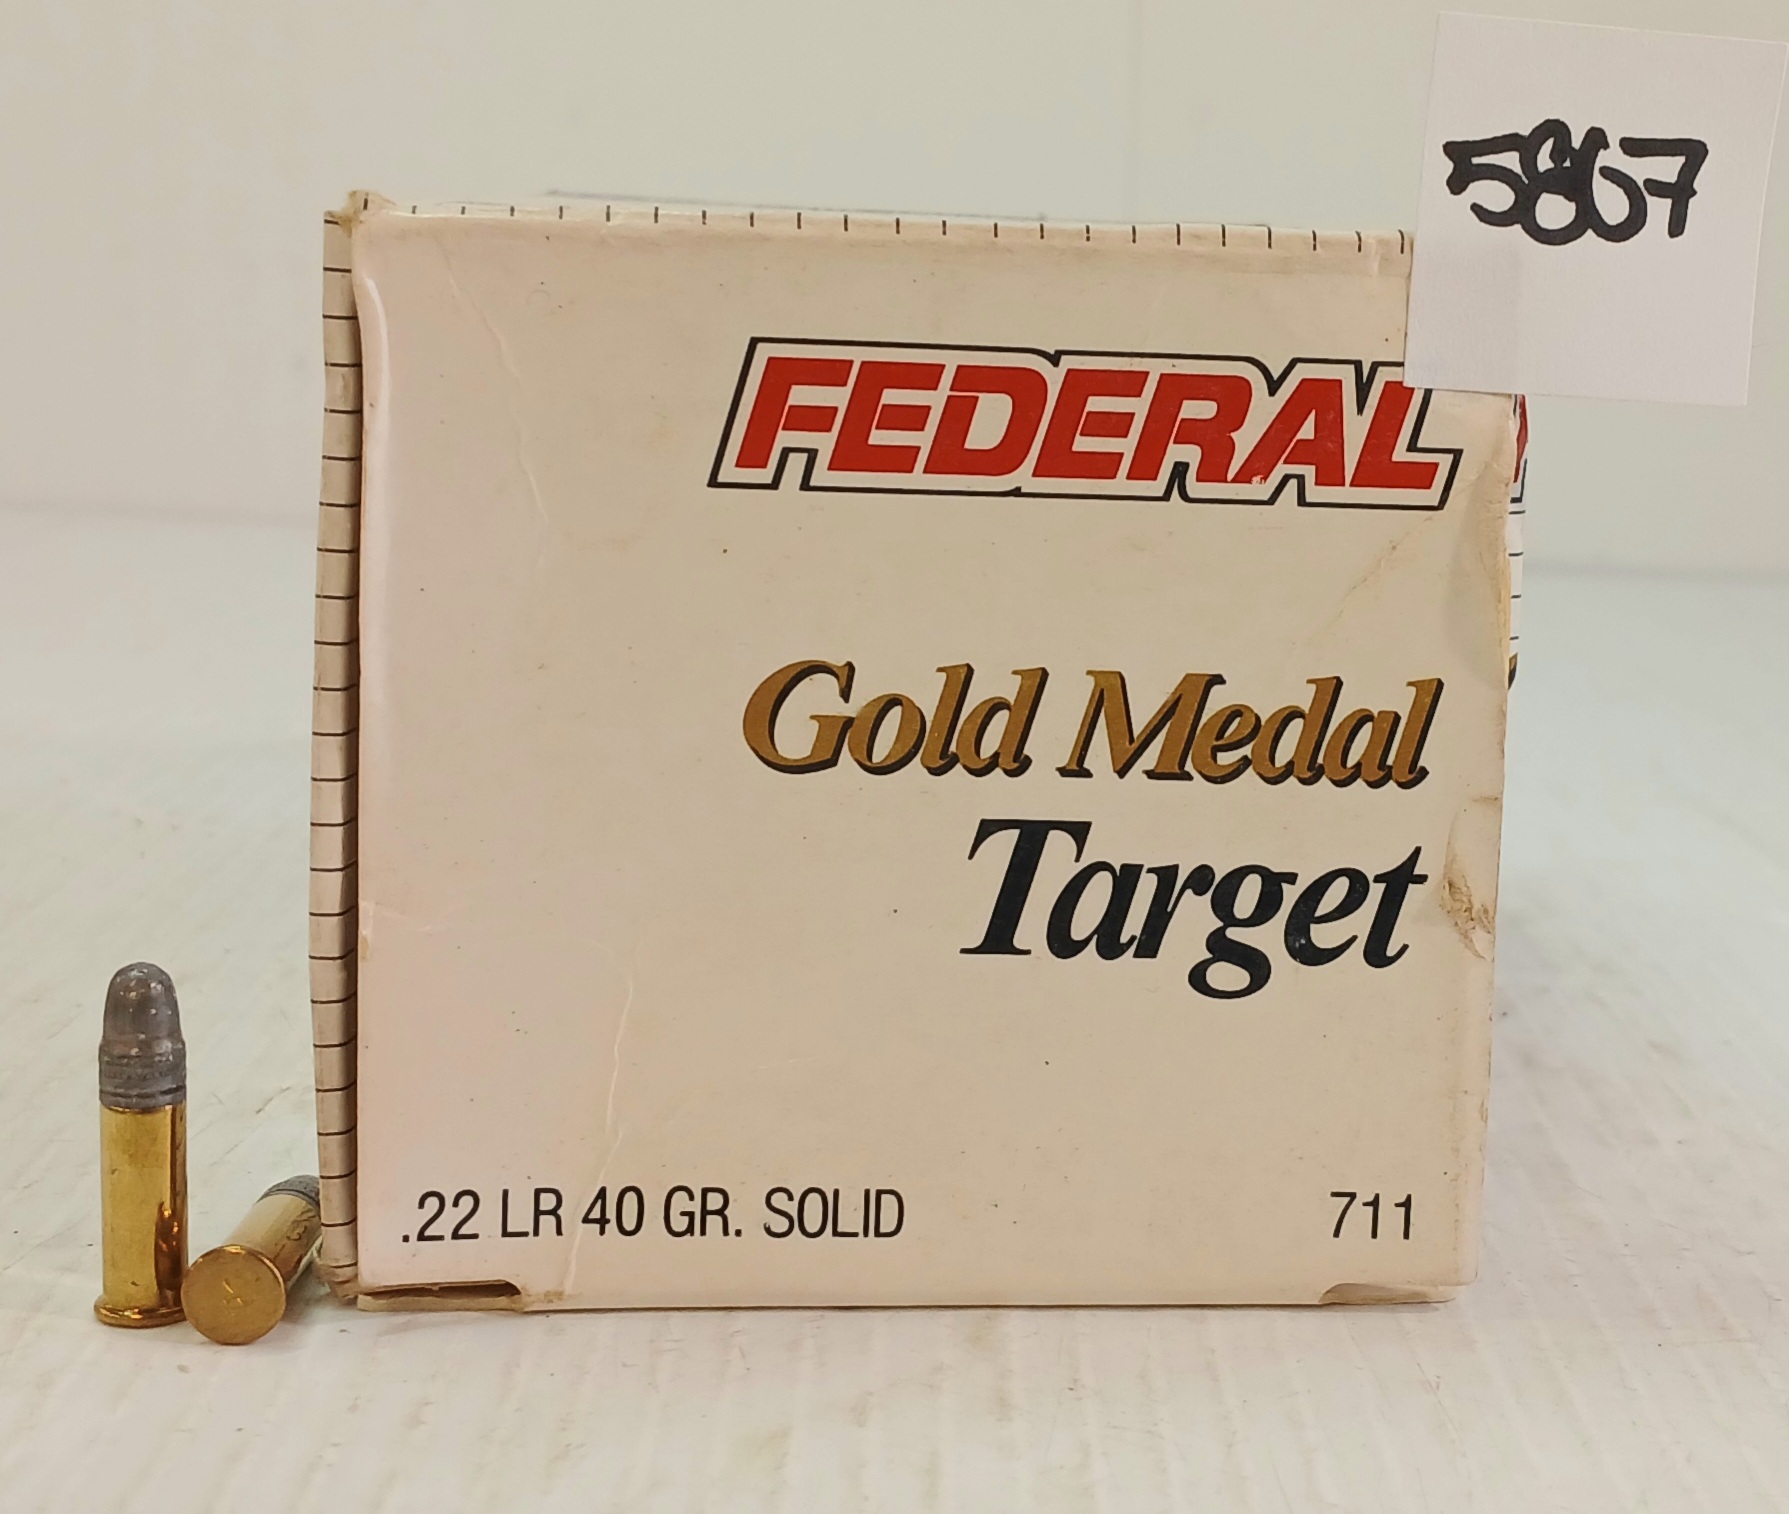 5867
FEDERAL
Gold Medal
Target
.22 LR 40 GR. SOLID 711